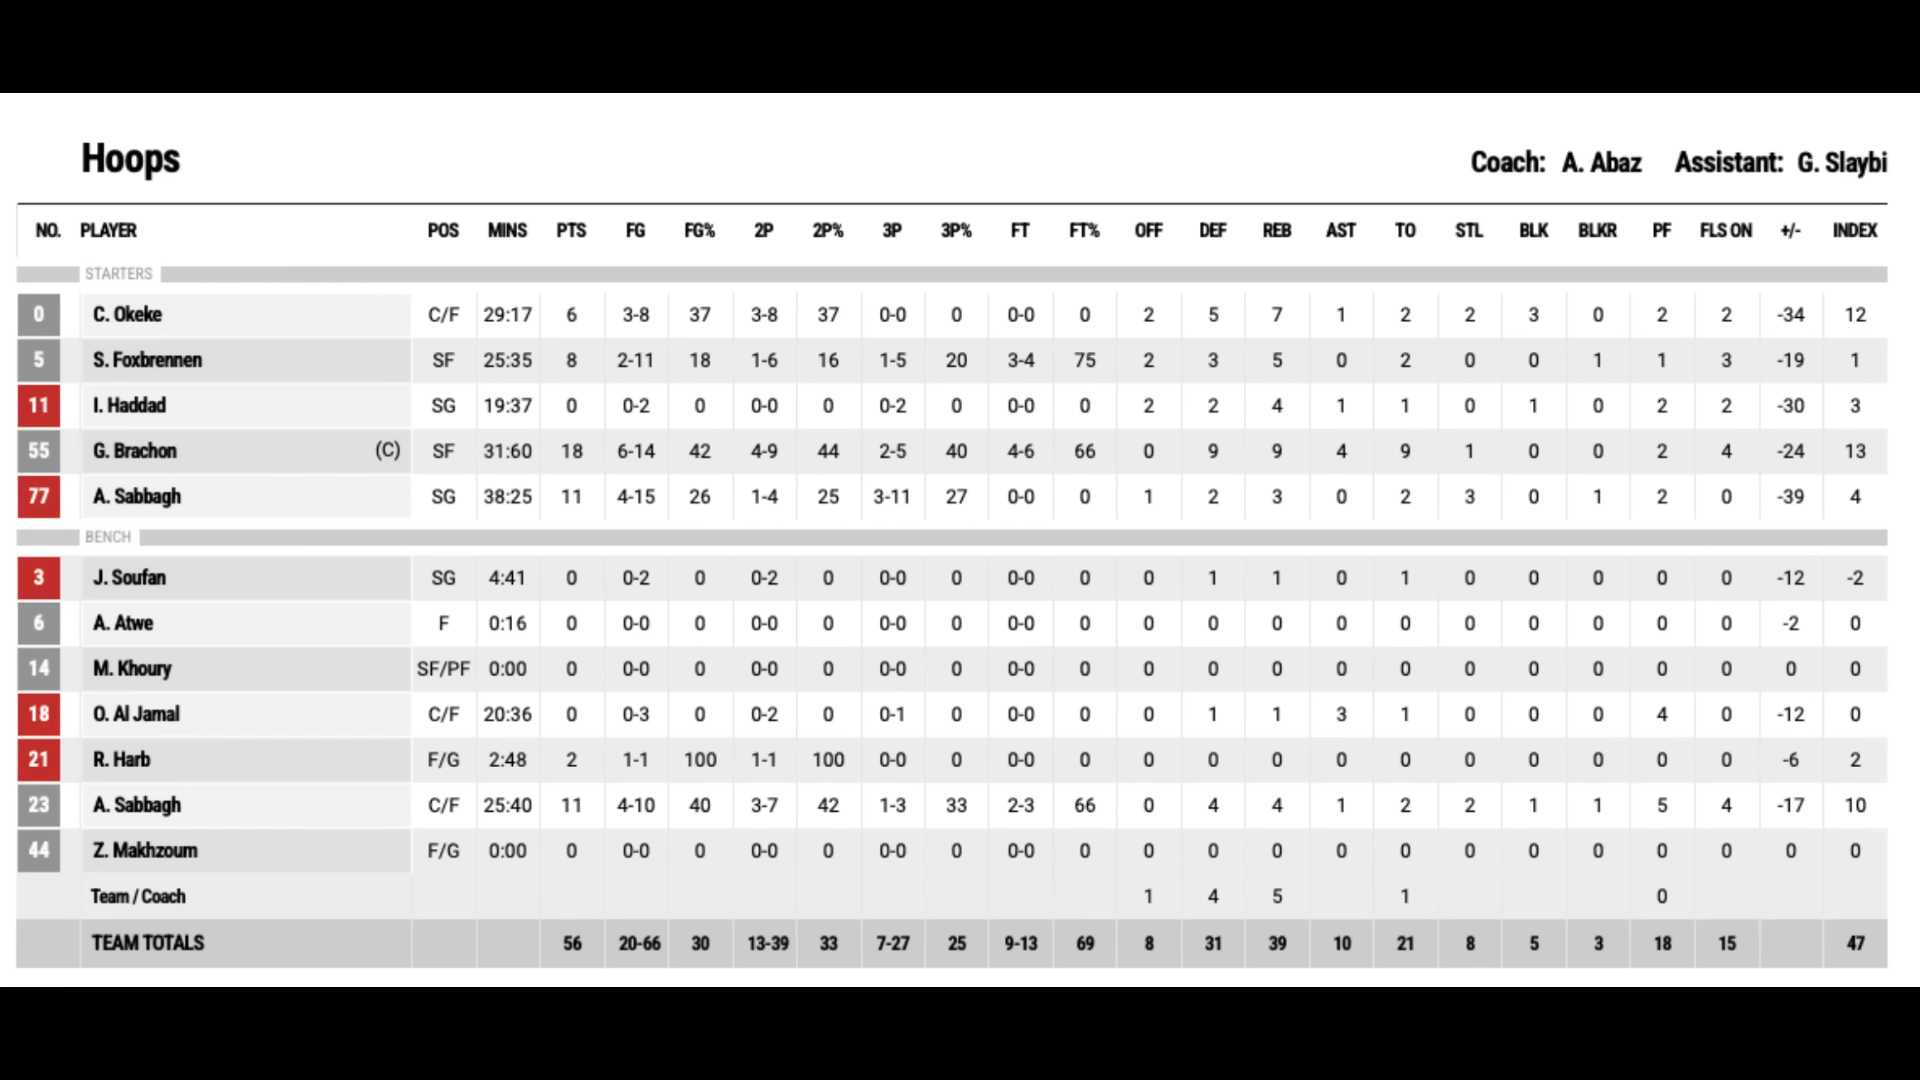 Hoops
Coach: A. Abaz Assistant: G. Slaybi
NO. PLAYER POS MINS PTS FG FG% 2P 2P% 3P 3P% FT FT% OFF DEF REB AST TO STL BLK BLKR PF FLS ON +/- INDEX
STARTERS
0 C. Okeke C/F 29:17 6 3-8 37 3-8 37 0-0 0 0-0 0 2 5 7 1 2 2 3 0 2 2 -34 12
5 S. Foxbrennen SF 25:35 8 2-11 18 1-6 16 1-5 20 3-4 75 2 3 5 0 2 0 0 1 1 3 -19 1
11 I. Haddad SG 19:37 0 0-2 0 0-0 0 0-2 0 0-0 0 2 2 4 1 1 0 1 0 2 2 -30 3
55 G. Brachon (C) SF 31:60 18 6-14 42 4-9 44 2-5 40 4-6 66 0 9 9 4 9 1 0 0 2 4 -24 13
77 A. Sabbagh SG 38:25 11 4-15 26 1-4 25 3-11 27 0-0 0 1 2 3 0 2 3 0 1 2 0 -39 4
BENCH
3 J. Soufan SG 4:41 0 0-2 0 0-2 0 0-0 0 0-0 0 0 1 1 0 1 0 0 0 0 0 -12 -2
6 A. Atwe F 0:16 0 0-0 0 0-0 0 0-0 0 0-0 0 0 0 0 0 0 0 0 0 0 0 -2 0
14 M. Khoury SF/PF 0:00 0 0-0 0 0-0 0 0-0 0 0-0 0 0 0 0 0 0 0 0 0 0 0 0 0
18 O. Al Jamal C/F 20:36 0 0-3 0 0-2 0 0-1 0 0-0 0 0 1 1 3 1 0 0 0 4 0 -12 0
21 R. Harb F/G 2:48 2 1-1 100 1-1 100 0-0 0 0-0 0 0 0 0 0 0 0 0 0 0 0 -6 2
23 A. Sabbagh C/F 25:40 11 4-10 40 3-7 42 1-3 33 2-3 66 0 4 4 1 2 2 1 1 5 4 -17 10
44 Z. Makhzoum F/G 0:00 0 0-0 0 0-0 0 0-0 0 0-0 0 0 0 0 0 0 0 0 0 0 0 0 0
Team / Coach 1 4 5 1 0
TEAM TOTALS 56 20-66 30 13-39 33 7-27 25 9-13 69 8 31 39 10 21 8 5 3 18 15 47